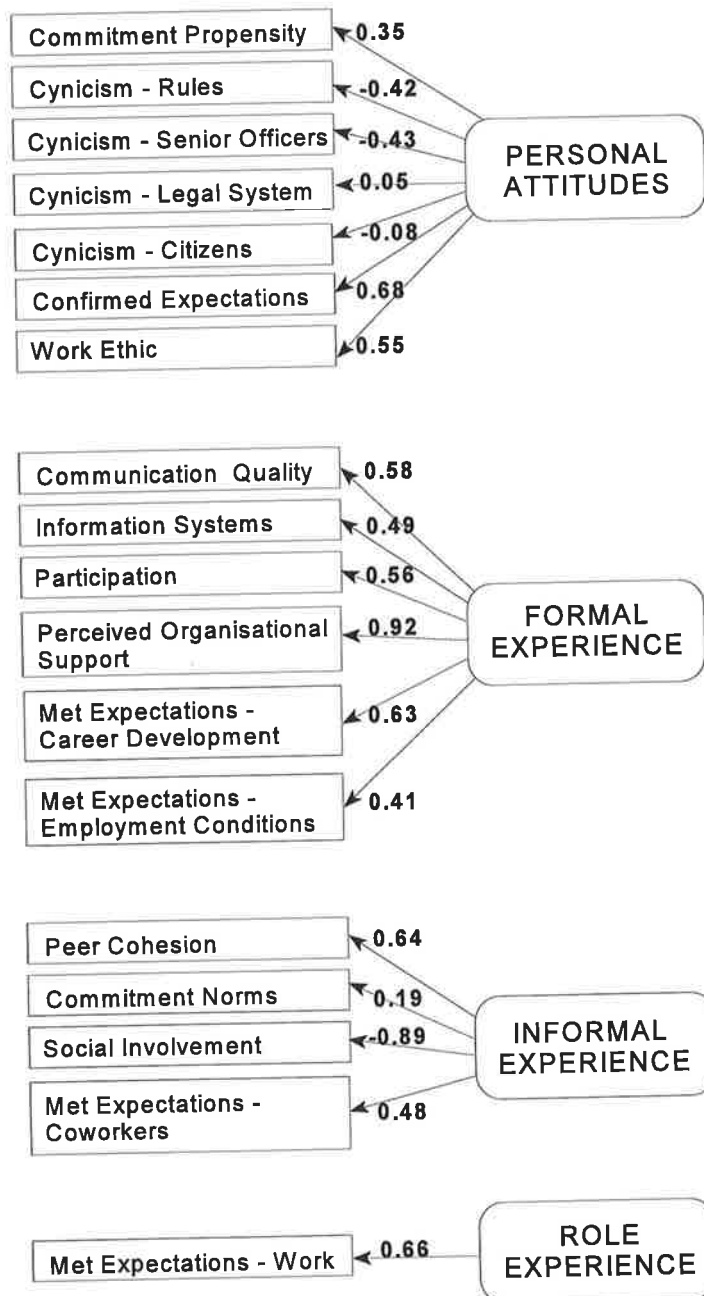 Commitment Propensity
0.35
Cynicism - Rules
-0.42
Cynicism - Senior Officers
-0.43
Cynicism - Legal System
0.05
Cynicism - Citizens
-0.08
Confirmed Expectations
0.68
Work Ethic
0.55
PERSONAL
ATTITUDES
Communication Quality
0.58
Information Systems
0.49
Participation
0.56
Perceived Organisational
Support
0.92
Met Expectations -
Career Development
0.63
Met Expectations -
Employment Conditions
0.41
FORMAL
EXPERIENCE
Peer Cohesion
0.64
Commitment Norms
0.19
Social Involvement
-0.89
Met Expectations -
Coworkers
0.48
INFORMAL
EXPERIENCE
Met Expectations - Work
0.66
ROLE
EXPERIENCE